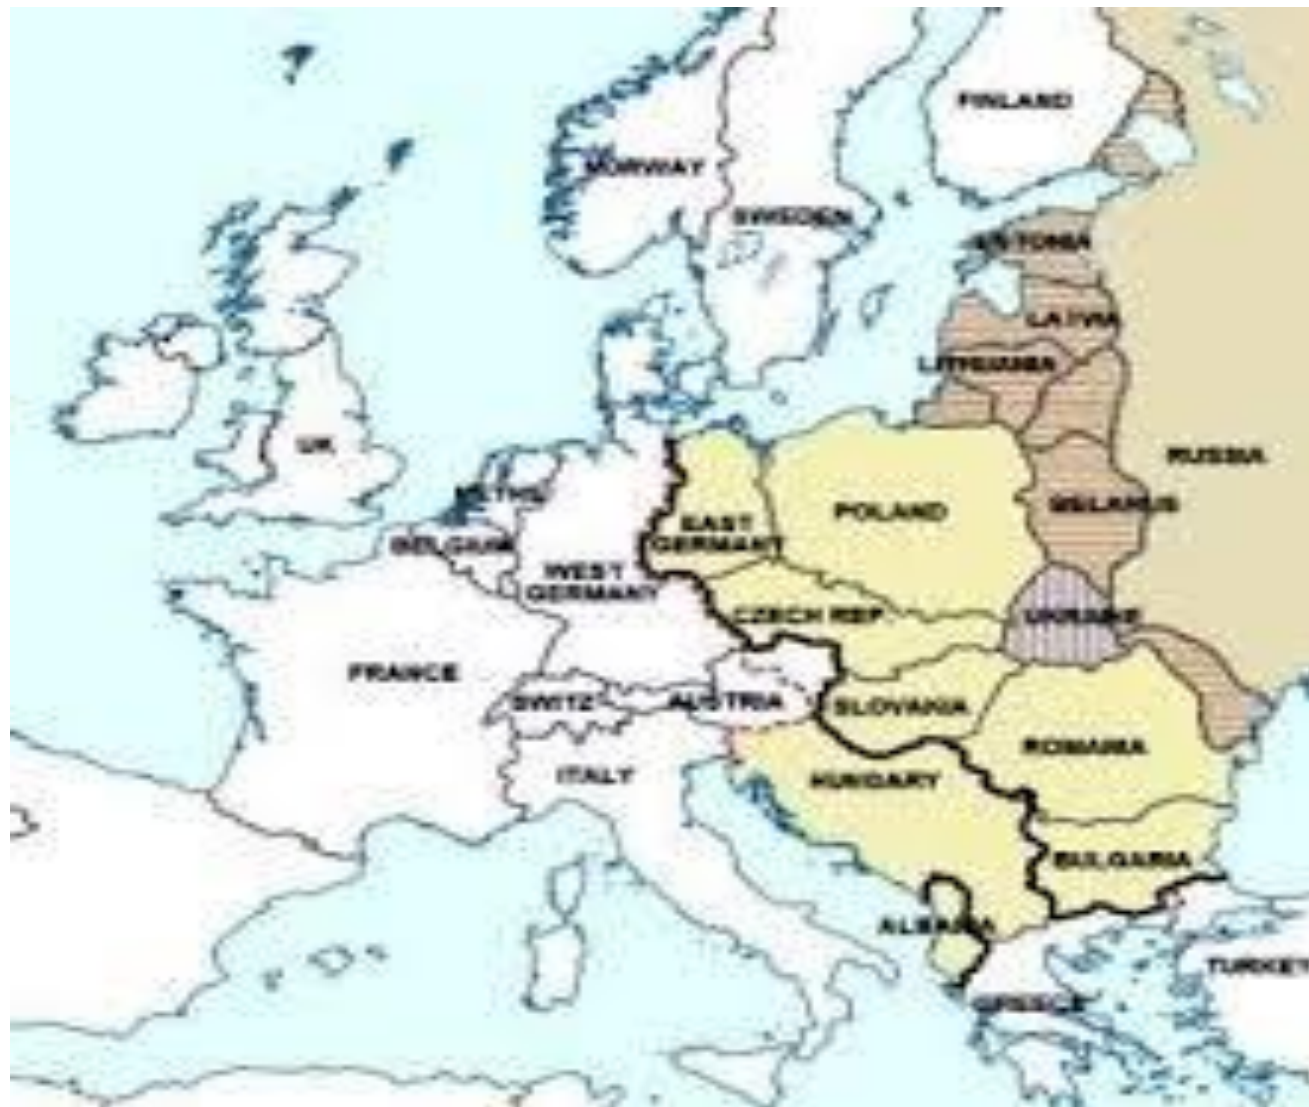 FINLAND
NORWAY
SWEDEN
ESTONIA
LATVIA
LITHUANIA
UK
RUSSIA
NETHS
BELARUS
POLAND
EAST
GERMANY
BELGIUM
WEST
GERMANY
CZECH REP
UKRAINE
FRANCE
SWITZ
AUSTRIA
SLOVAKIA
ROMANIA
ITALY
HUNGARY
BULGARIA
ALBANIA
TURKEY
GREECE